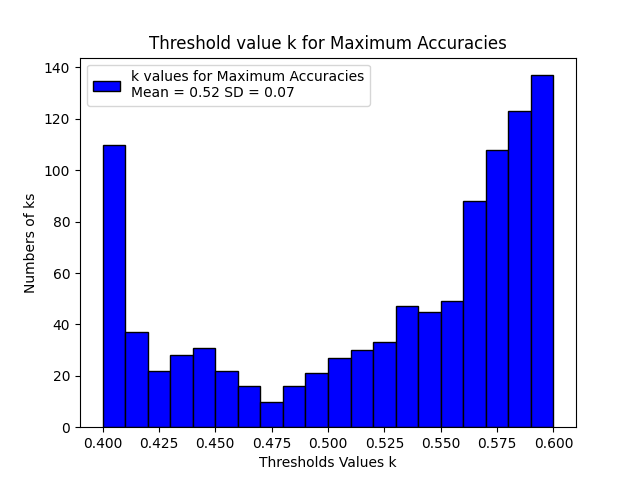 Threshold value k for Maximum Accuracies
k values for Maximum Accuracies
Mean = 0.52 SD = 0.07
Numbers of ks
140
120
100
80
60
40
20
0
0.400 0.425 0.450 0.475 0.500 0.525 0.550 0.575 0.600
Thresholds Values k